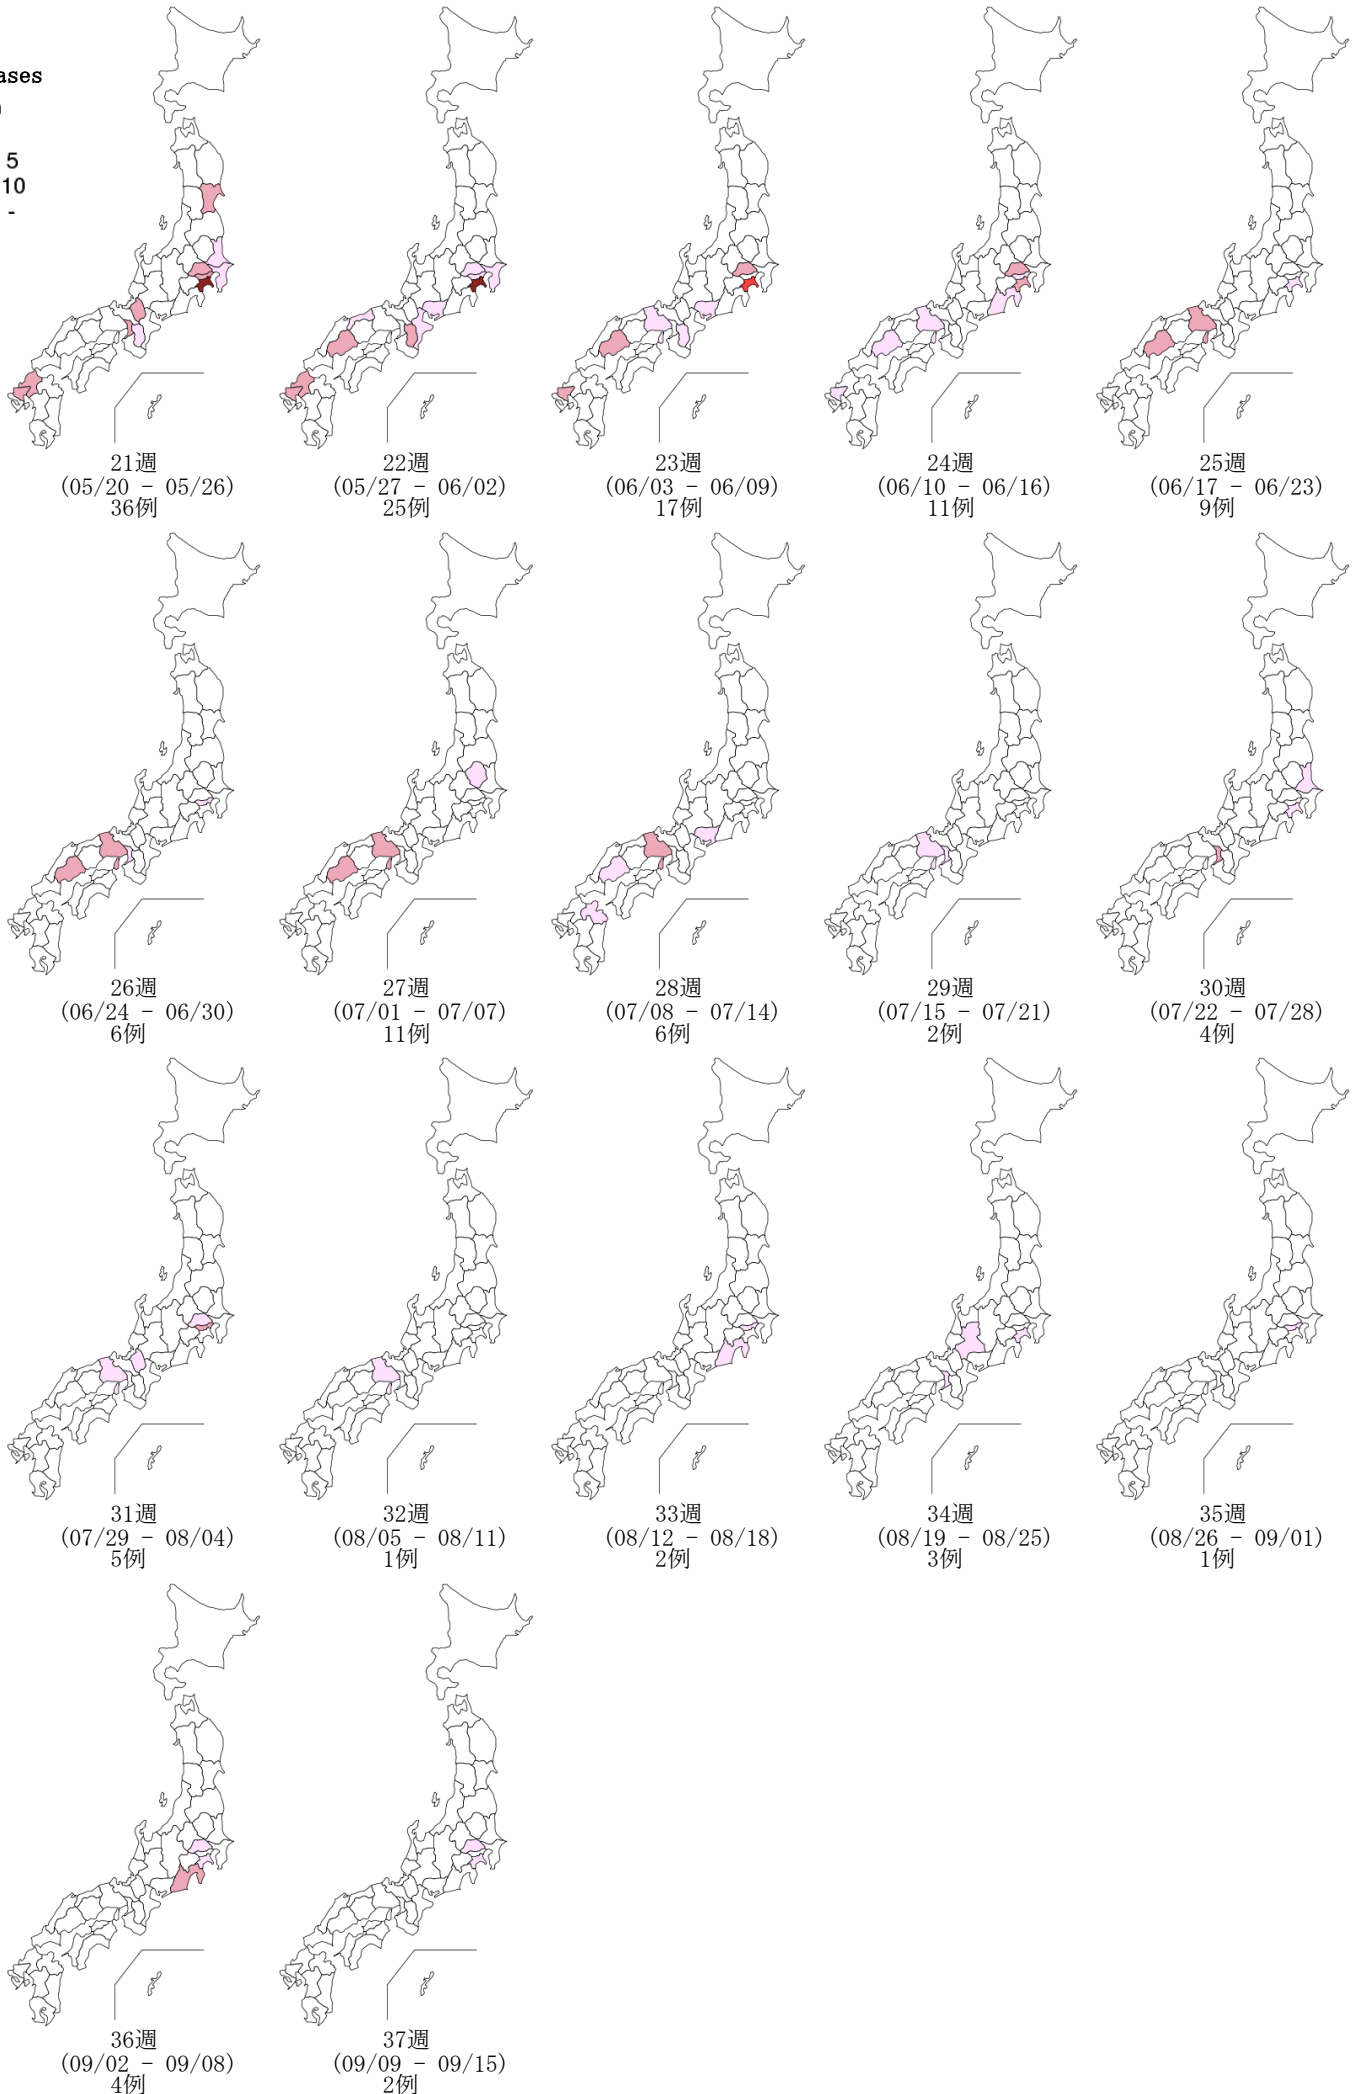 ases
5
10
-
21週
(05/20 - 05/26)
36例
22週
(05/27 - 06/02)
25例
23週
(06/03 - 06/09)
17例
24週
(06/10 - 06/16)
11例
25週
(06/17 - 06/23)
9例
26週
(06/24 - 06/30)
6例
27週
(07/01 - 07/07)
11例
28週
(07/08 - 07/14)
6例
29週
(07/15 - 07/21)
2例
30週
(07/22 - 07/28)
4例
31週
(07/29 - 08/04)
5例
32週
(08/05 - 08/11)
1例
33週
(08/12 - 08/18)
2例
34週
(08/19 - 08/25)
3例
35週
(08/26 - 09/01)
1例
36週
(09/02 - 09/08)
4例
37週
(09/09 - 09/15)
2例